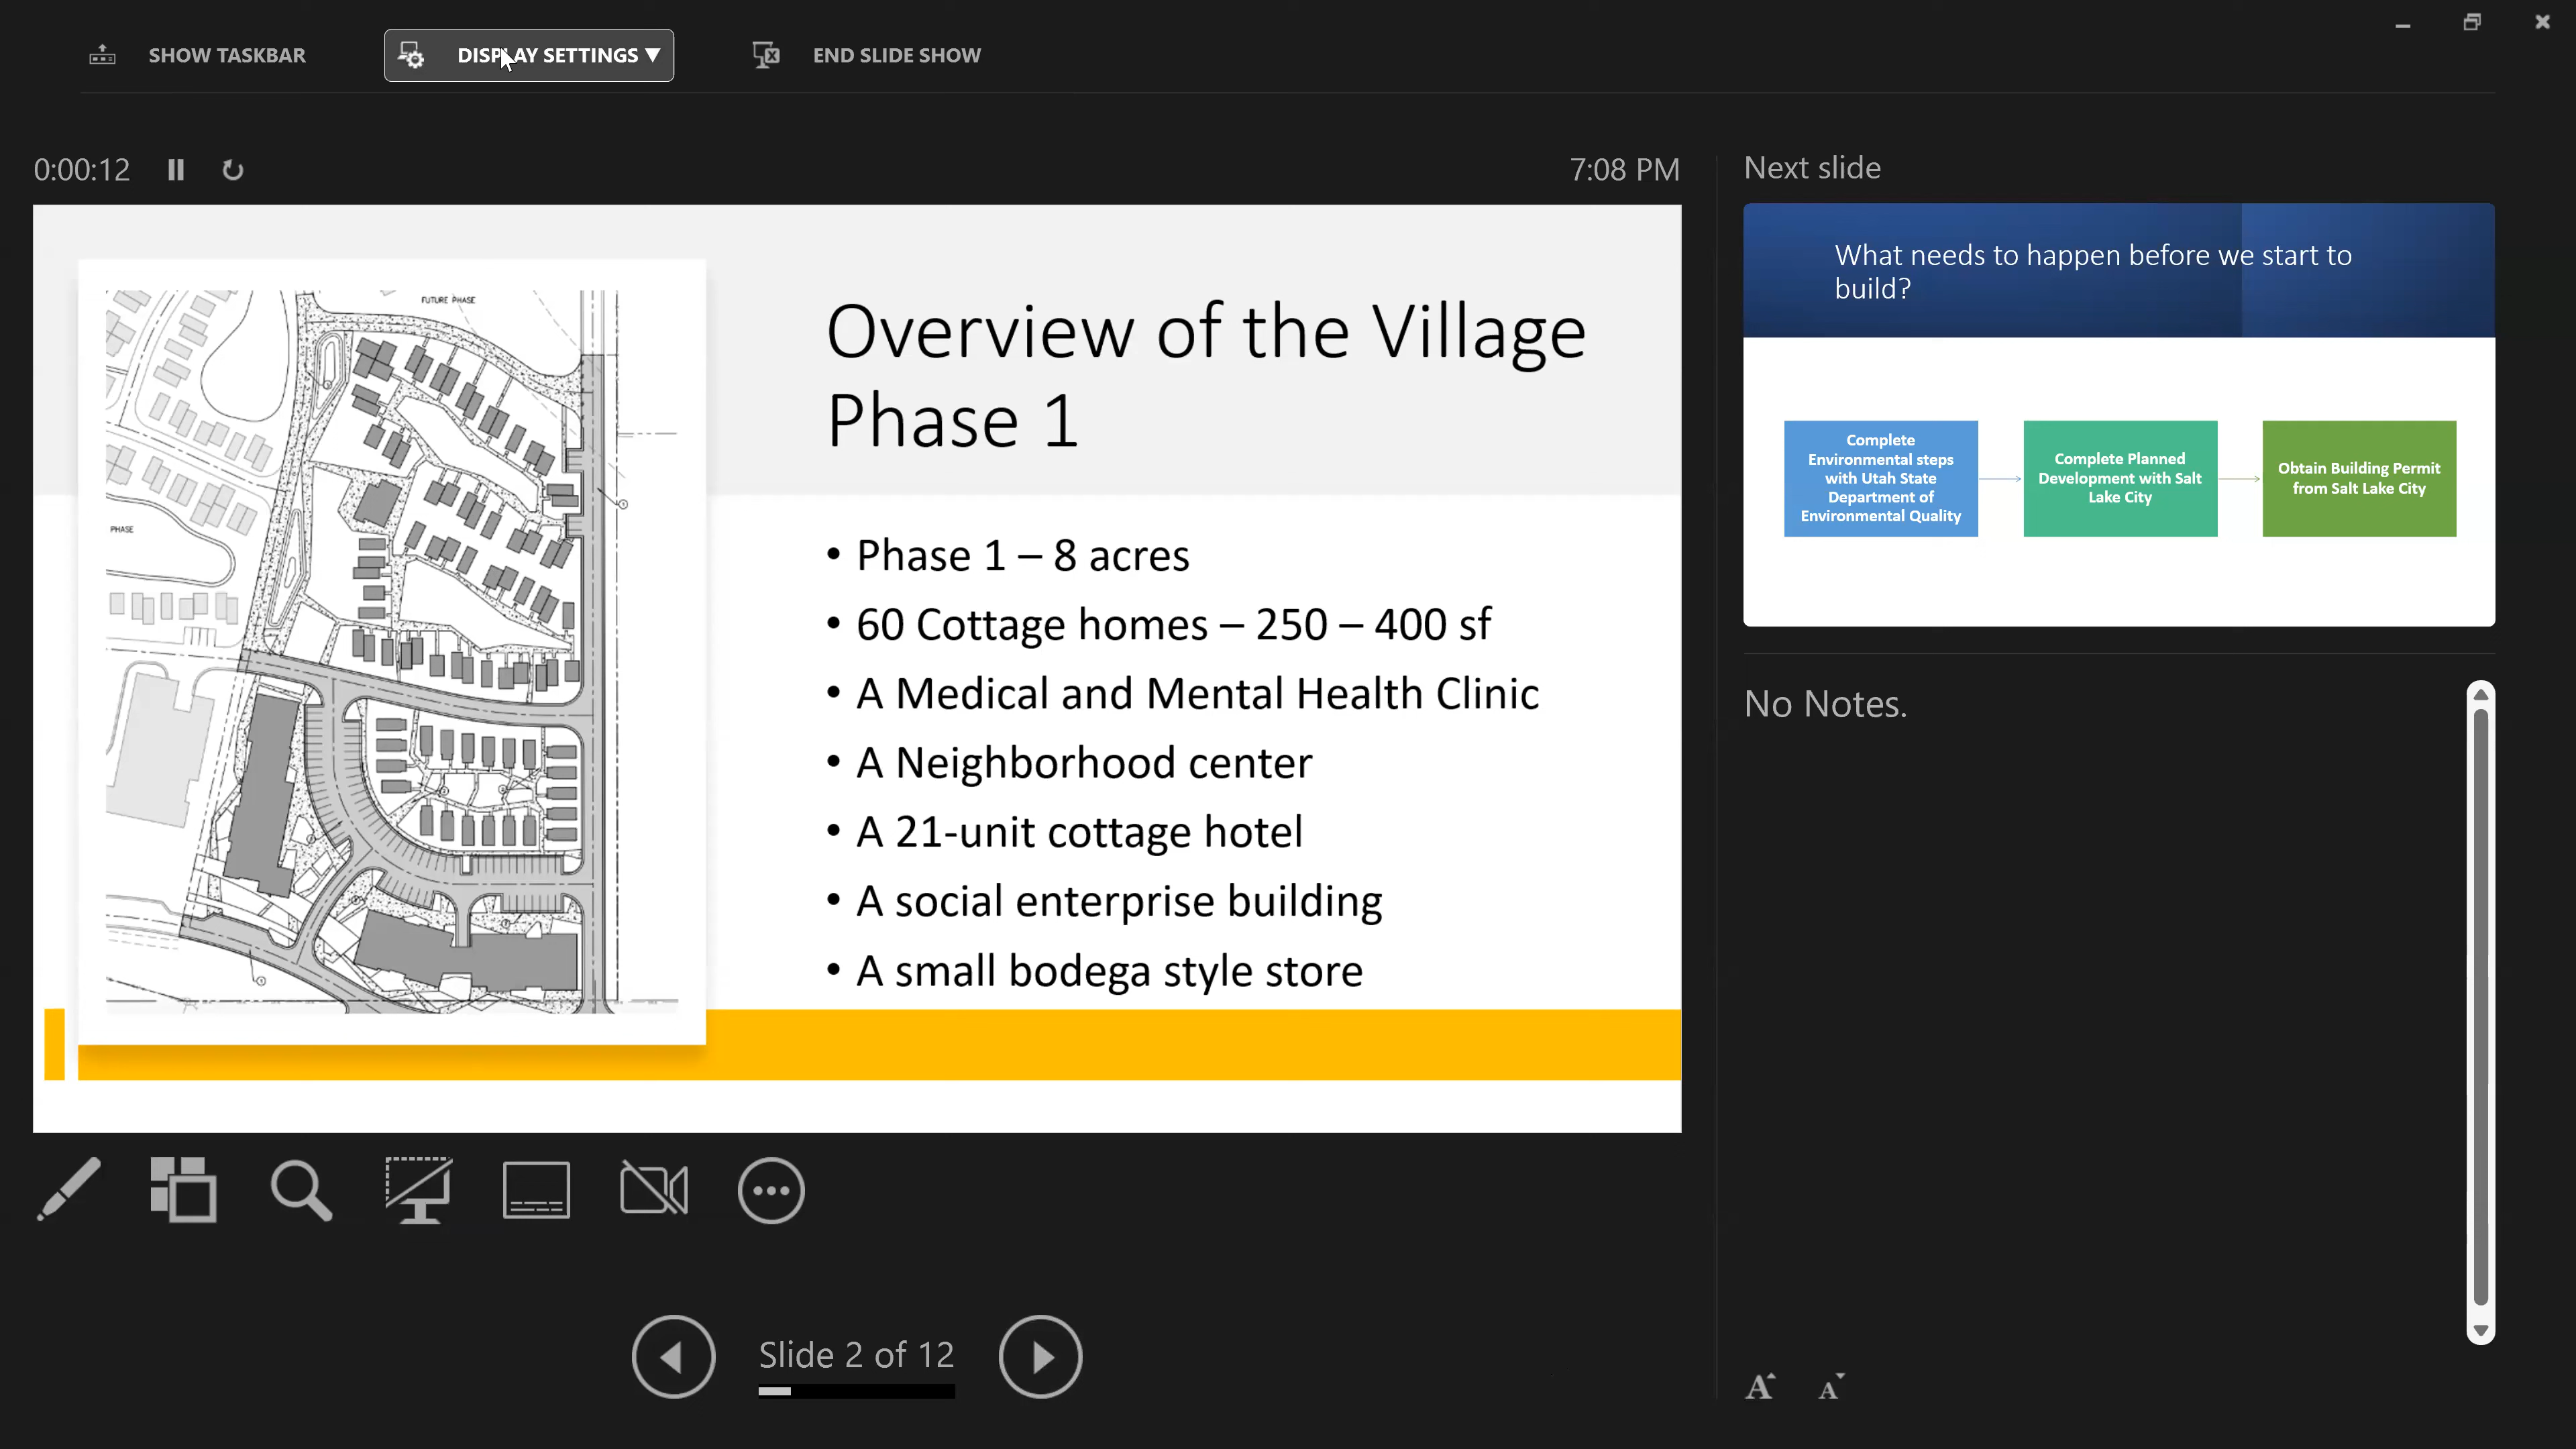 SHOW TASKBAR
DISPLAY SETTINGS ▼
END SLIDE SHOW
0:00:12
7:08 PM
FUTURE PHASE
PHASE
Overview of the Village
Phase 1
• Phase 1 – 8 acres
• 60 Cottage homes – 250 – 400 sf
• A Medical and Mental Health Clinic
• A Neighborhood center
• A 21-unit cottage hotel
• A social enterprise building
• A small bodega style store
Slide 2 of 12
Next slide
What needs to happen before we start to
build?
Complete
Environmental steps
with Utah State
Department of
Environmental Quality
Complete Planned
Development with Salt
Lake City
Obtain Building Permit
from Salt Lake City
No Notes.
A A